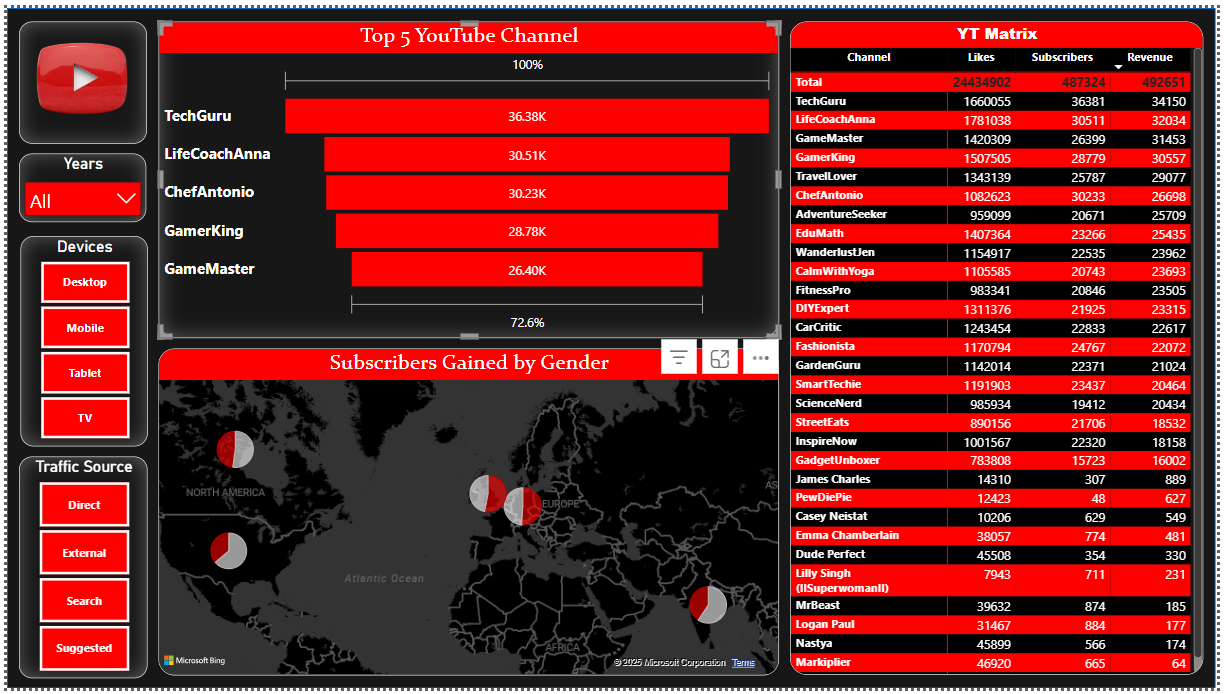 Years
All
Devices
Desktop
Mobile
Tablet
TV
Traffic Source
Direct
External
Search
Suggested
Top 5 YouTube Channel
100%
TechGuru 36.38K
LifeCoachAnna 30.51K
ChefAntonio 30.23K
GamerKing 28.78K
GameMaster 26.40K
72.6%
Subscribers Gained by Gender
NORTH AMERICA
EUROPE
AS
Atlantic Ocean
AFRICA
Microsoft Bing
© 2025 Microsoft Corporation Terms
YT Matrix
Channel Likes Subscribers Revenue
Total 24434902 487324 492651
TechGuru 1660055 36381 34150
LifeCoachAnna 1781038 30511 32034
GameMaster 1420309 26399 31453
GamerKing 1507505 28779 30557
TravelLover 1343139 25787 29077
ChefAntonio 1082623 30233 26698
AdventureSeeker 959099 20671 25709
EduMath 1407364 23266 25435
WanderlustJen 1154917 22535 23962
CalmWithYoga 1105585 20743 23693
FitnessPro 983341 20846 23505
DIYExpert 1311376 21925 23315
CarCritic 1243454 22833 22617
Fashionista 1170794 24767 22072
GardenGuru 1142014 22371 21024
SmartTechie 1191903 23437 20464
ScienceNerd 985934 19412 20434
StreetEats 890156 21706 18532
InspireNow 1001567 22320 18158
GadgetUnboxer 783808 15723 16002
James Charles 14310 307 889
PewDiePie 12423 48 627
Casey Neistat 10206 629 549
Emma Chamberlain 38057 774 481
Dude Perfect 45508 354 330
Lilly Singh 7943 711 231
(IISuperwomanII)
MrBeast 39632 874 185
Logan Paul 31467 884 177
Nastya 45899 566 174
Markiplier 46920 665 64